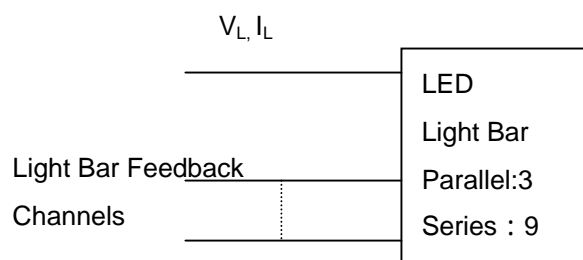 VL, IL
LED
Light Bar
Light Bar Feedback
Parallel:3
Channels
Series：9